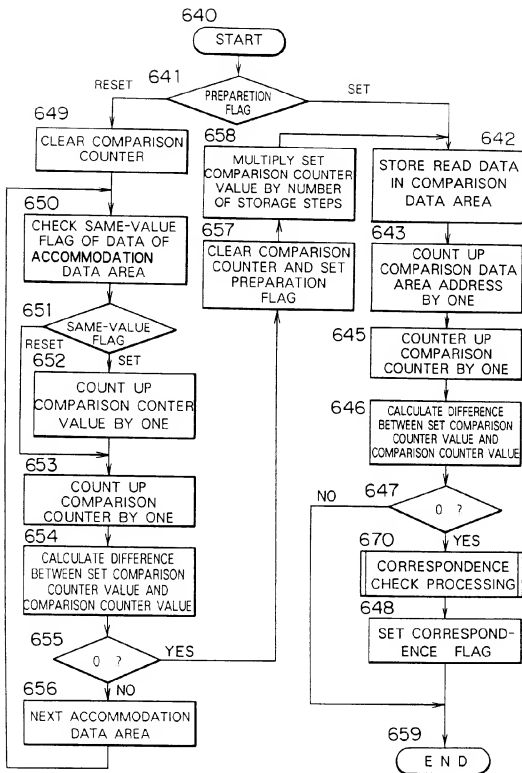 640
START
641
RESET
SET
PREPARETION
FLAG
649
CLEAR COMPARISON
COUNTER
650
CHECK SAME-VALUE
FLAG OF DATA OF
ACCOMMODATION
DATA AREA
651
SAME-VALUE
FLAG
RESET
652
SET
COUNT UP
COMPARISON CONTER
VALUE BY ONE
653
COUNT UP
COMPARISON
COUNTER BY ONE
654
CALCULATE DIFFERENCE
BETWEEN SET COMPARISON
COUNTER VALUE AND
COMPARISON COUNTER VALUE
655
0 ?
YES
NO
656
NEXT ACCOMMODATION
DATA AREA
658
MULTIPLY SET
COMPARISON COUNTER
VALUE BY NUMBER
OF STORAGE STEPS
657
CLEAR COMPARISON
COUNTER AND SET
PREPARATION
FLAG
642
STORE READ DATA
IN COMPARISON
DATA AREA
643
COUNT UP
COMPARISON DATA
AREA ADDRESS
BY ONE
645
COUNTER UP
COMPARISON
COUNTER BY ONE
646
CALCULATE DIFFERENCE
BETWEEN SET COMPARISON
COUNTER VALUE AND
COMPARISON COUNTER VALUE
647
NO
0 ?
YES
670
CORRESPONDENCE
CHECK PROCESSING
648
SET CORRESPOND-
ENCE FLAG
659
END